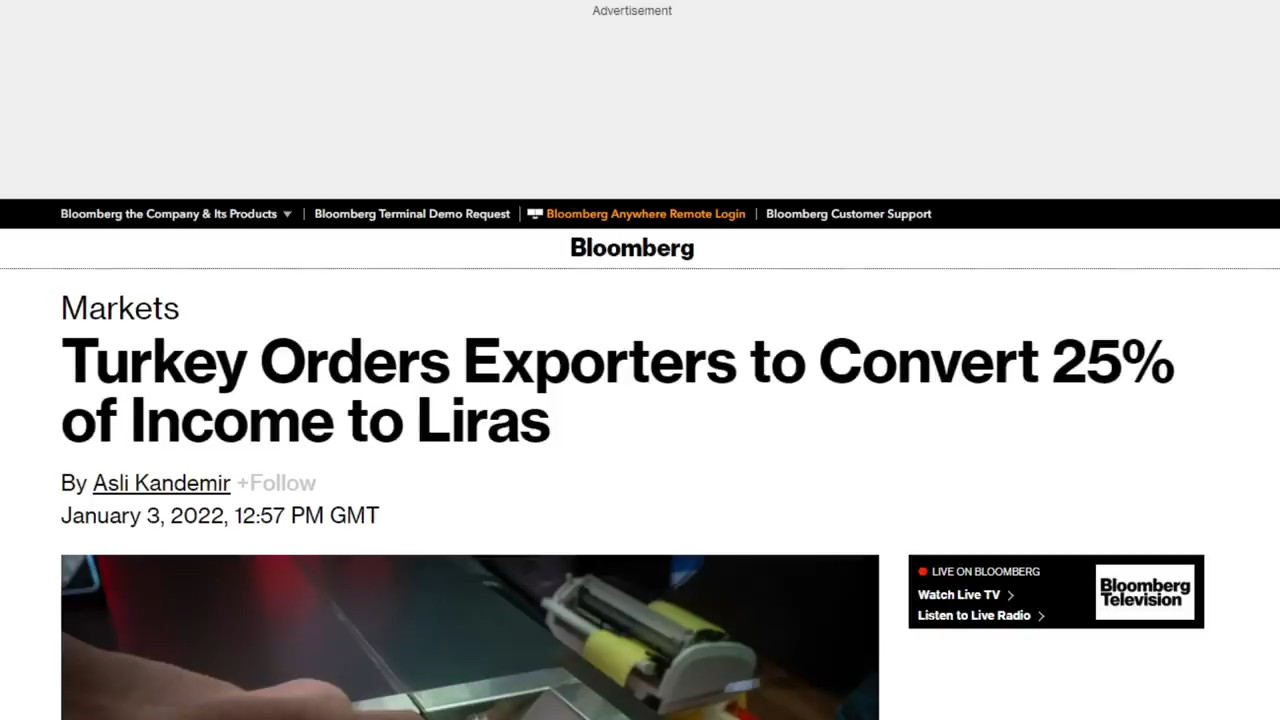 Advertisement
Bloomberg the Company & Its Products
Bloomberg Terminal Demo Request
Bloomberg Anywhere Remote Login
Bloomberg Customer Support
Bloomberg
Markets
Turkey Orders Exporters to Convert 25%
of Income to Liras
By Asli Kandemir +Follow
January 3, 2022, 12:57 PM GMT
LIVE ON BLOOMBERG
Watch Live TV
Listen to Live Radio
Bloomberg
Television